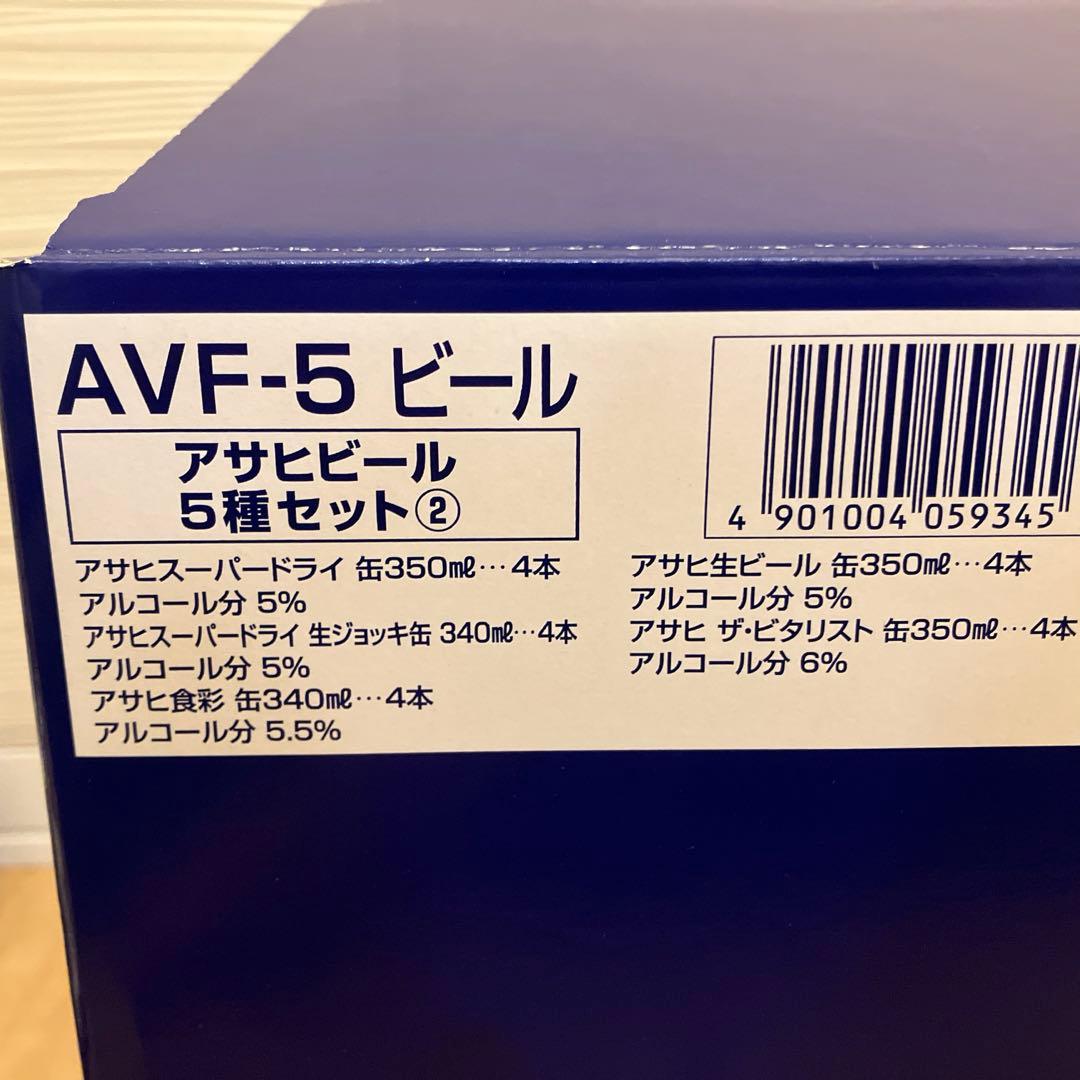 AVF-5 ビール
アサヒビール
5種セット②
アサヒスーパードライ 缶350㎖…4本
アルコール分 5%
アサヒスーパードライ 生ジョッキ缶 340㎖…4本
アルコール分 5%
アサヒ食彩 缶340㎖…4本
アルコール分 5.5%
4 901004 059345
アサヒ生ビール 缶350㎖…4本
アルコール分 5%
アサヒ ザ・ビタリスト 缶350㎖…4本
アルコール分 6%